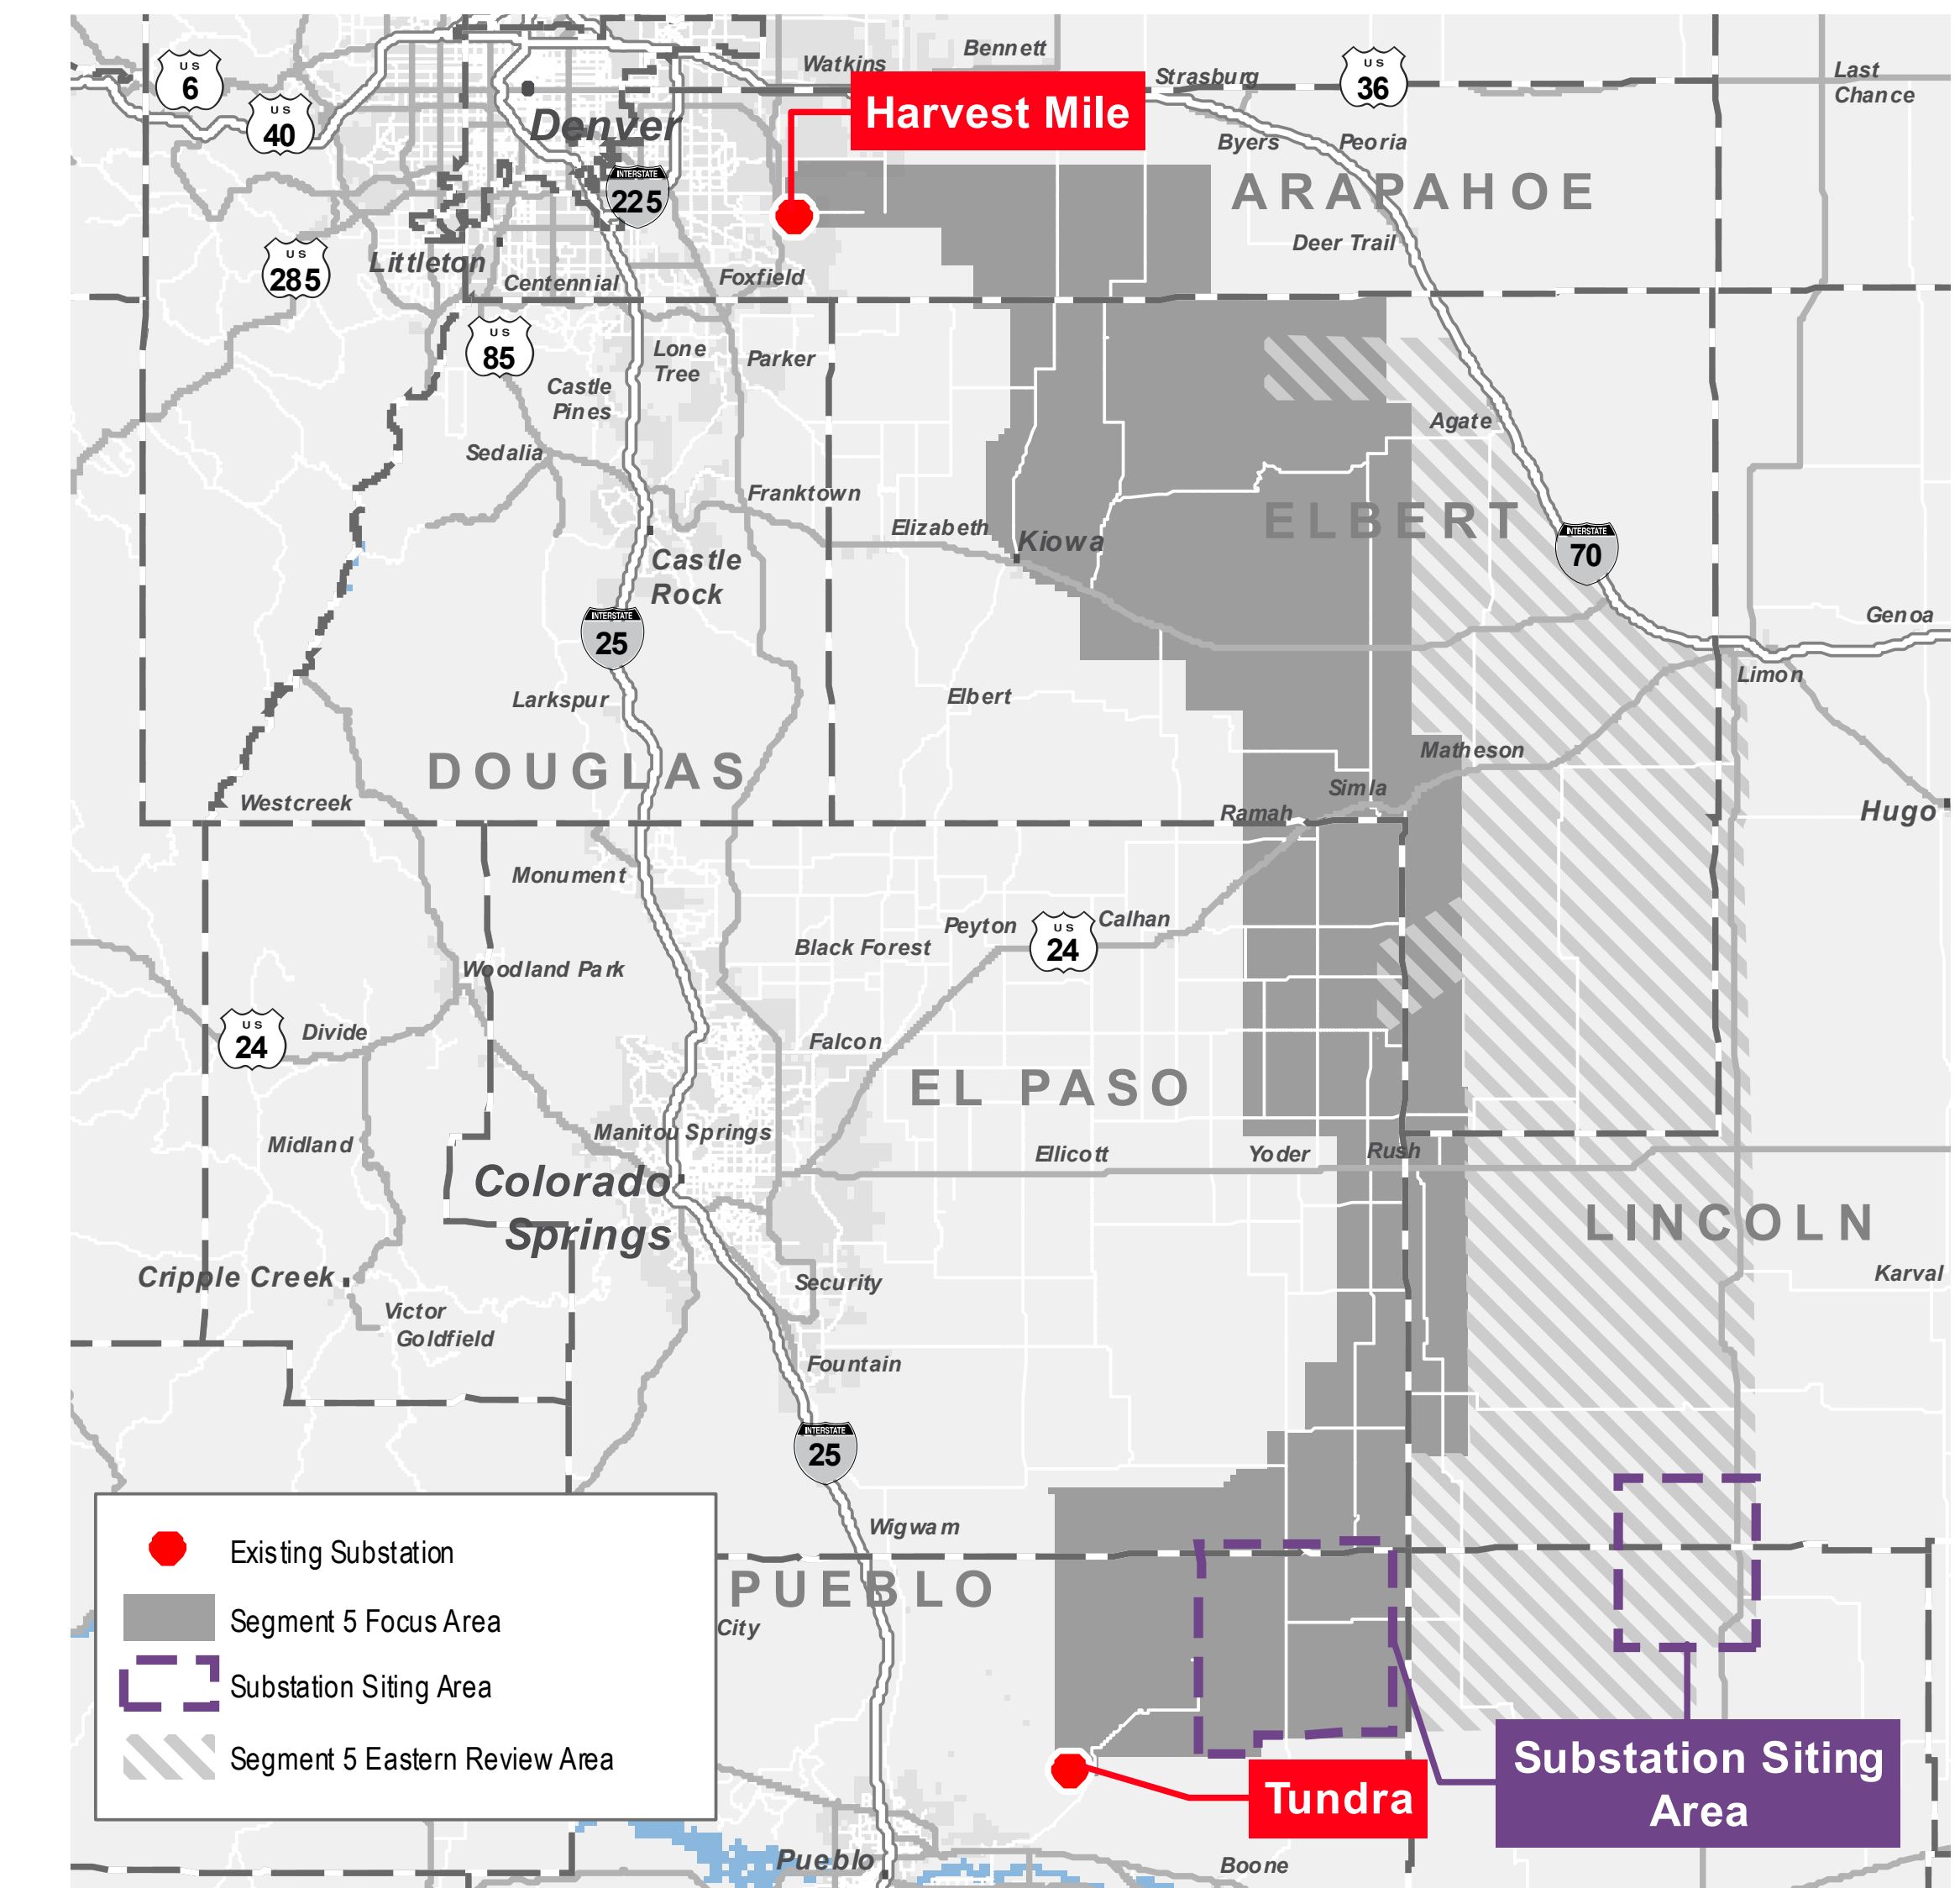 Bennett
Watkins
Strasburg
US
36
Last
Chance
US
6
US
40
Harvest Mile
Denver
Byers
Peoria
INTERSTATE
225
ARAPAHOE
Deer Trail
US
285
Littleton
Centennial
Foxfield
US
85
Lone
Tree
Parker
Castle
Pines
Agate
Sedalia
Franktown
Elizabeth
Kiowa
ELBERT
INTERSTATE
70
Castle
Rock
INTERSTATE
25
Genoa
Limon
Larkspur
Elbert
DOUGLAS
Matheson
Simla
Westcreek
Ramah
Hugo
Monument
Peyton
US
24
Calhan
Black Forest
Woodland Park
US
24
Divide
Falcon
EL PASO
Midland
Manitou Springs
Ellicott
Yoder
Rush
Colorado
Springs
LINCOLN
Cripple Creek
Security
Karval
Victor
Goldfield
Fountain
INTERSTATE
25
Wigwam
PUEBLO
City
Existing Substation
Segment 5 Focus Area
Substation Siting Area
Segment 5 Eastern Review Area
Tundra
Substation Siting
Area
Pueblo
Boone